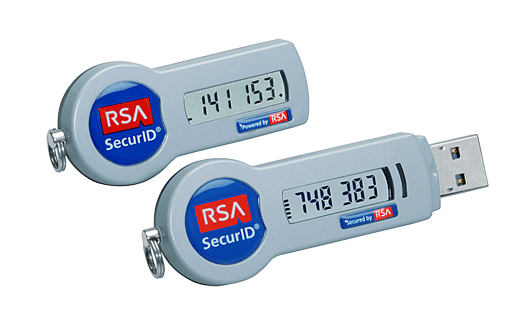 RSA
SecurID®
141 153.
Powered by RSA
RSA
SecurID®
748 383
Secured by RSA